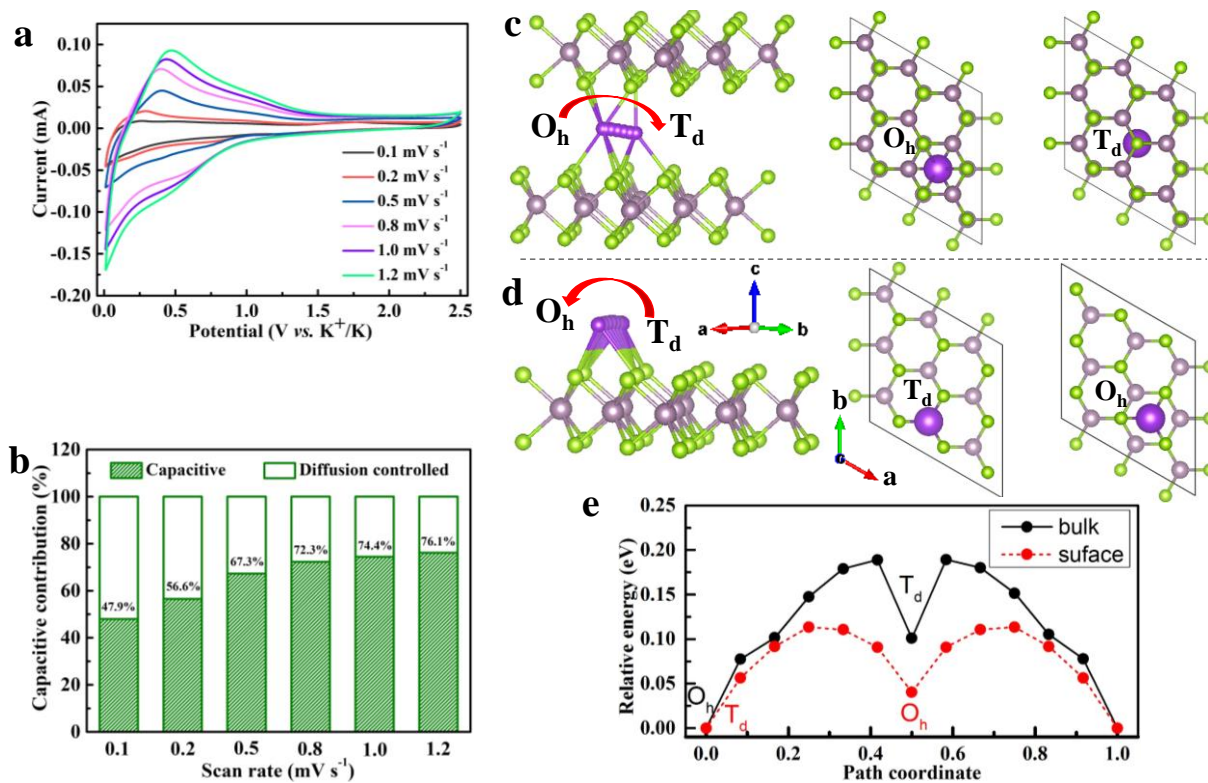 a
0.10
0.05
0.00
-0.05
-0.10
-0.15
-0.20
Current (mA)
0.1 mV s⁻¹
0.2 mV s⁻¹
0.5 mV s⁻¹
0.8 mV s⁻¹
1.0 mV s⁻¹
1.2 mV s⁻¹
0.0 0.5 1.0 1.5 2.0 2.5
Potential (V vs. K⁺/K)
b
120
100
80
60
40
20
0
Capacitive contribution (%)
Capacitive Diffusion controlled
47.9% 56.6% 67.3% 72.3% 74.4% 76.1%
0.1 0.2 0.5 0.8 1.0 1.2
Scan rate (mV s⁻¹)
c
Oh Td
Oh
Td
d
Oh Td
c
a b
b
a
Td
Oh
e
0.25
0.20
0.15
0.10
0.05
0.00
Relative energy (eV)
bulk
suface
Td
Oh
Td
Oh
0.0 0.2 0.4 0.6 0.8 1.0
Path coordinate